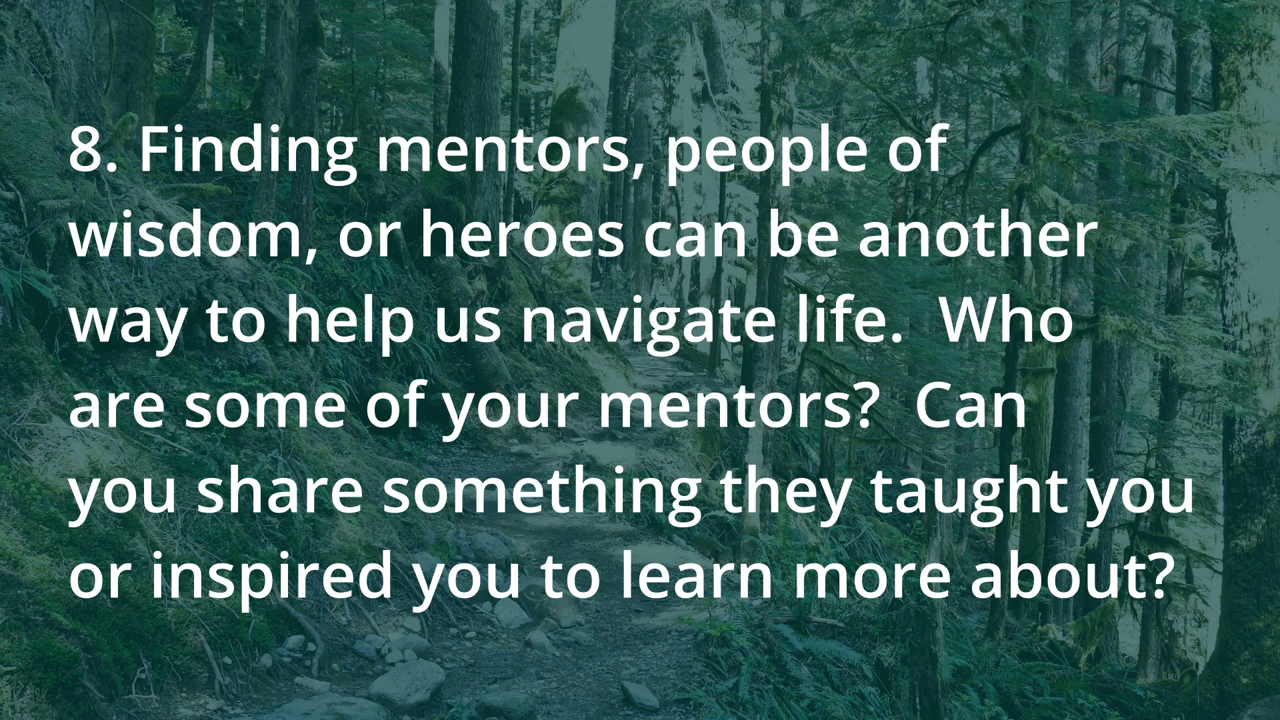 8. Finding mentors, people of
wisdom, or heroes can be another
way to help us navigate life.  Who
are some of your mentors?  Can
you share something they taught you
or inspired you to learn more about?